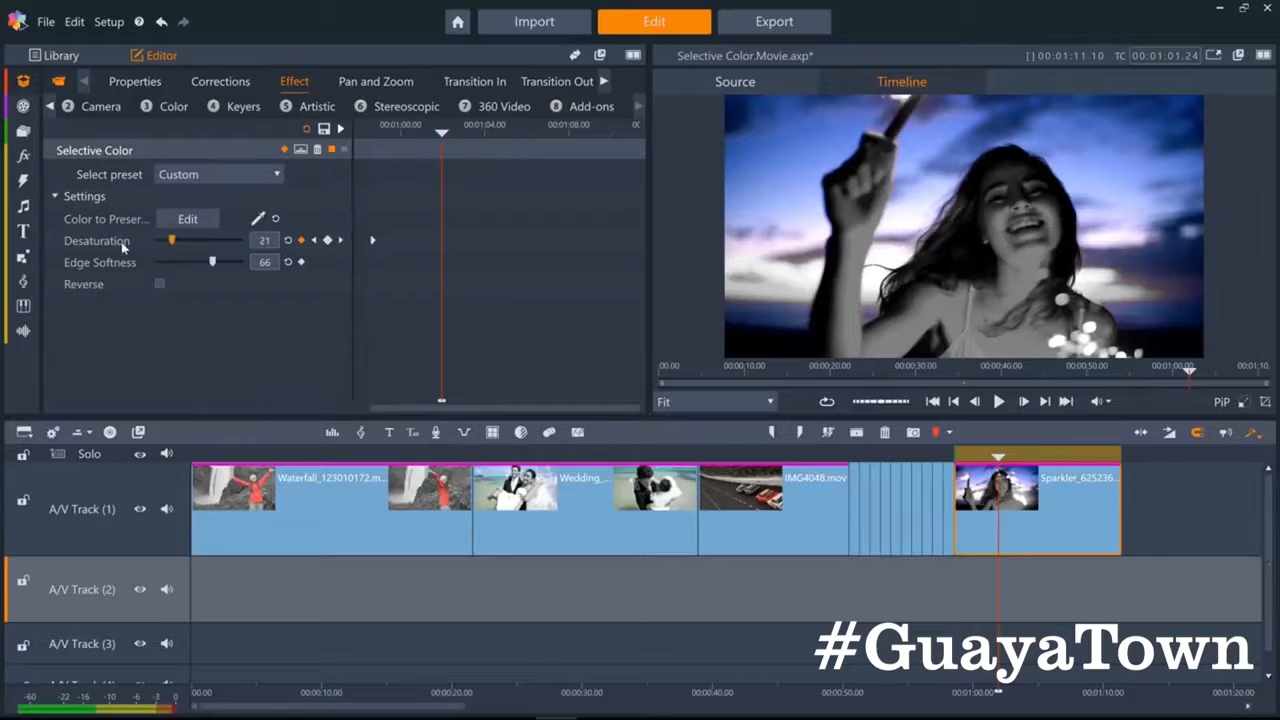 File Edit Setup
Import Edit Export
Library Editor
Selective Color.Movie.axp* [ ] 00:01:11.10 TC 00:01:01.24
Properties Corrections Effect Pan and Zoom Transition In Transition Out
Source Timeline
2 Camera 3 Color 4 Keyers 5 Artistic 6 Stereoscopic 7 360 Video 8 Add-ons
00:01:00.00 00:01:04.00 00:01:08.00 00
Selective Color
Select preset Custom
Settings
Color to Preser... Edit
Desaturation 21
Edge Softness 66
Reverse
:00.00 00:00:10.00 00:00:20.00 00:00:30.00 00:00:40.00 00:00:50.00 00:01:00.00 00:01:10.
Fit PiP
Solo
A/V Track (1) Waterfall_123010172.m... Wedding_... IMG4048.mov Sparkler_625236...
A/V Track (2)
A/V Track (3)
#GuayaTown
-60 -22 -16 -10 -6 -3 0
00.00 00:00:10.00 00:00:20.00 00:00:30.00 00:00:40.00 00:00:50.00 00:01:00.00 00:01:10.00 00:01:20.00